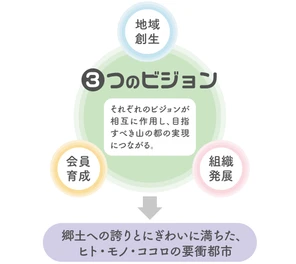 地域
創生
3つのビジョン
それぞれのビジョンが
相互に作用し、目指
すべき山の都の実現
につながる。
会員
育成
組織
発展
郷土への誇りとにぎわいに満ちた、
ヒト・モノ・ココロの要衝都市